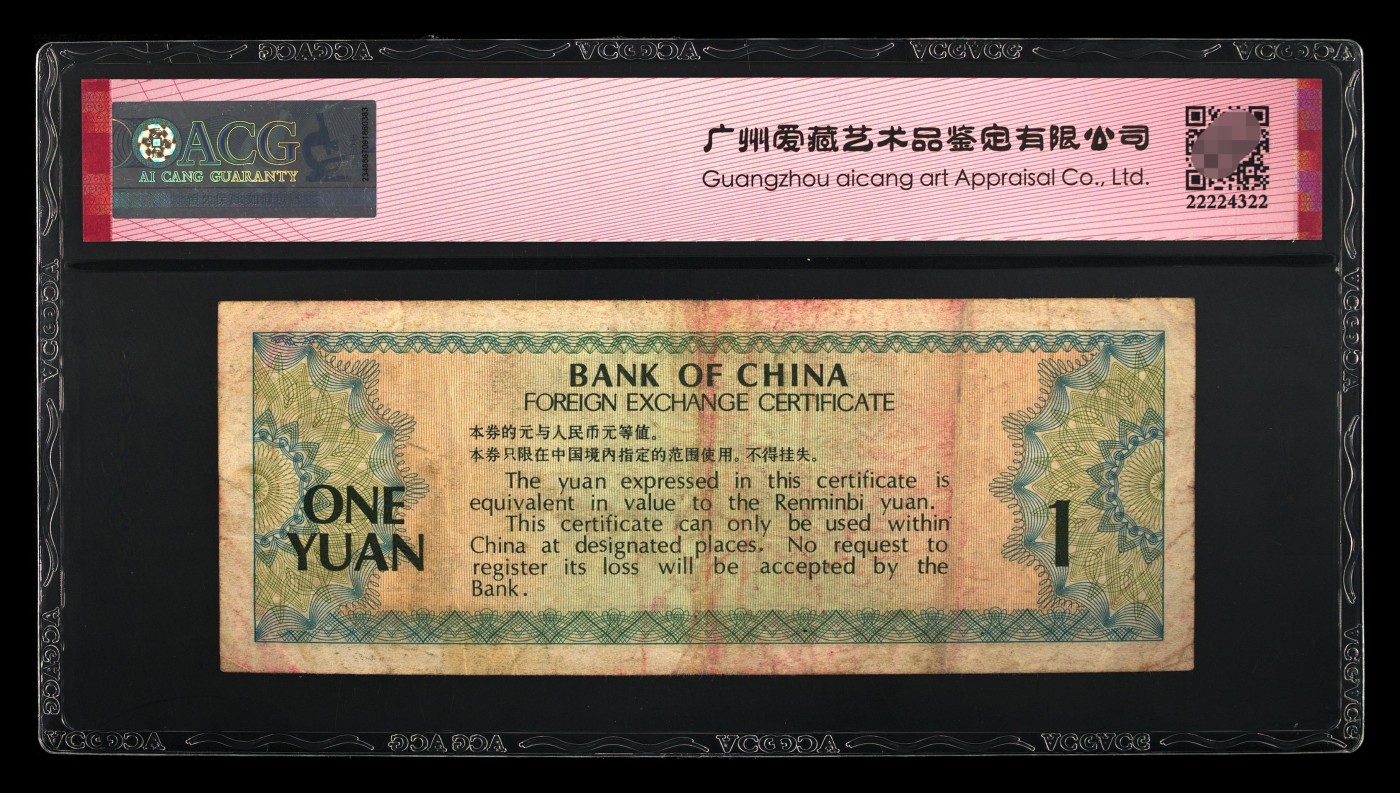 ACG
AI CANG GUARANTY
广州爱藏艺术品鉴定有限公司
Guangzhou aicang art Appraisal Co., Ltd.
22224322
BANK OF CHINA
FOREIGN EXCHANGE CERTIFICATE
本券的元与人民币元等值。
本券只限在中国境内指定的范围使用。不得挂失。
The yuan expressed in this certificate is
equivalent in value to the Renminbi yuan.
This certificate can only be used within
China at designated places. No request to
register its loss will be accepted by the
Bank.
ONE
YUAN
1